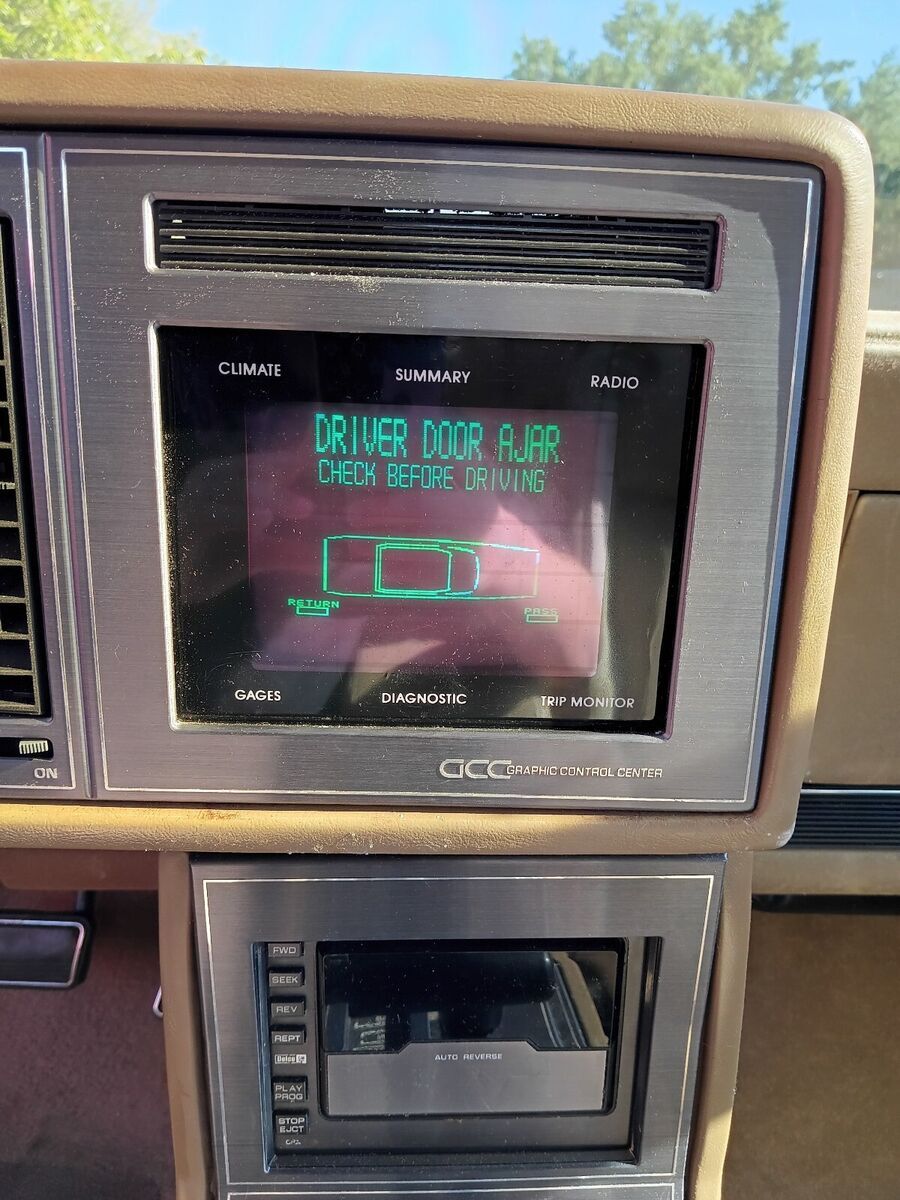 CLIMATE SUMMARY RADIO
DRIVER DOOR AJAR
CHECK BEFORE DRIVING
RETURN PASS
GAGES DIAGNOSTIC TRIP MONITOR
ON
GCC GRAPHIC CONTROL CENTER
FWD
SEEK
REV
REPT
Delco
AUTO REVERSE
PLAY
PROG
STOP
EJCT